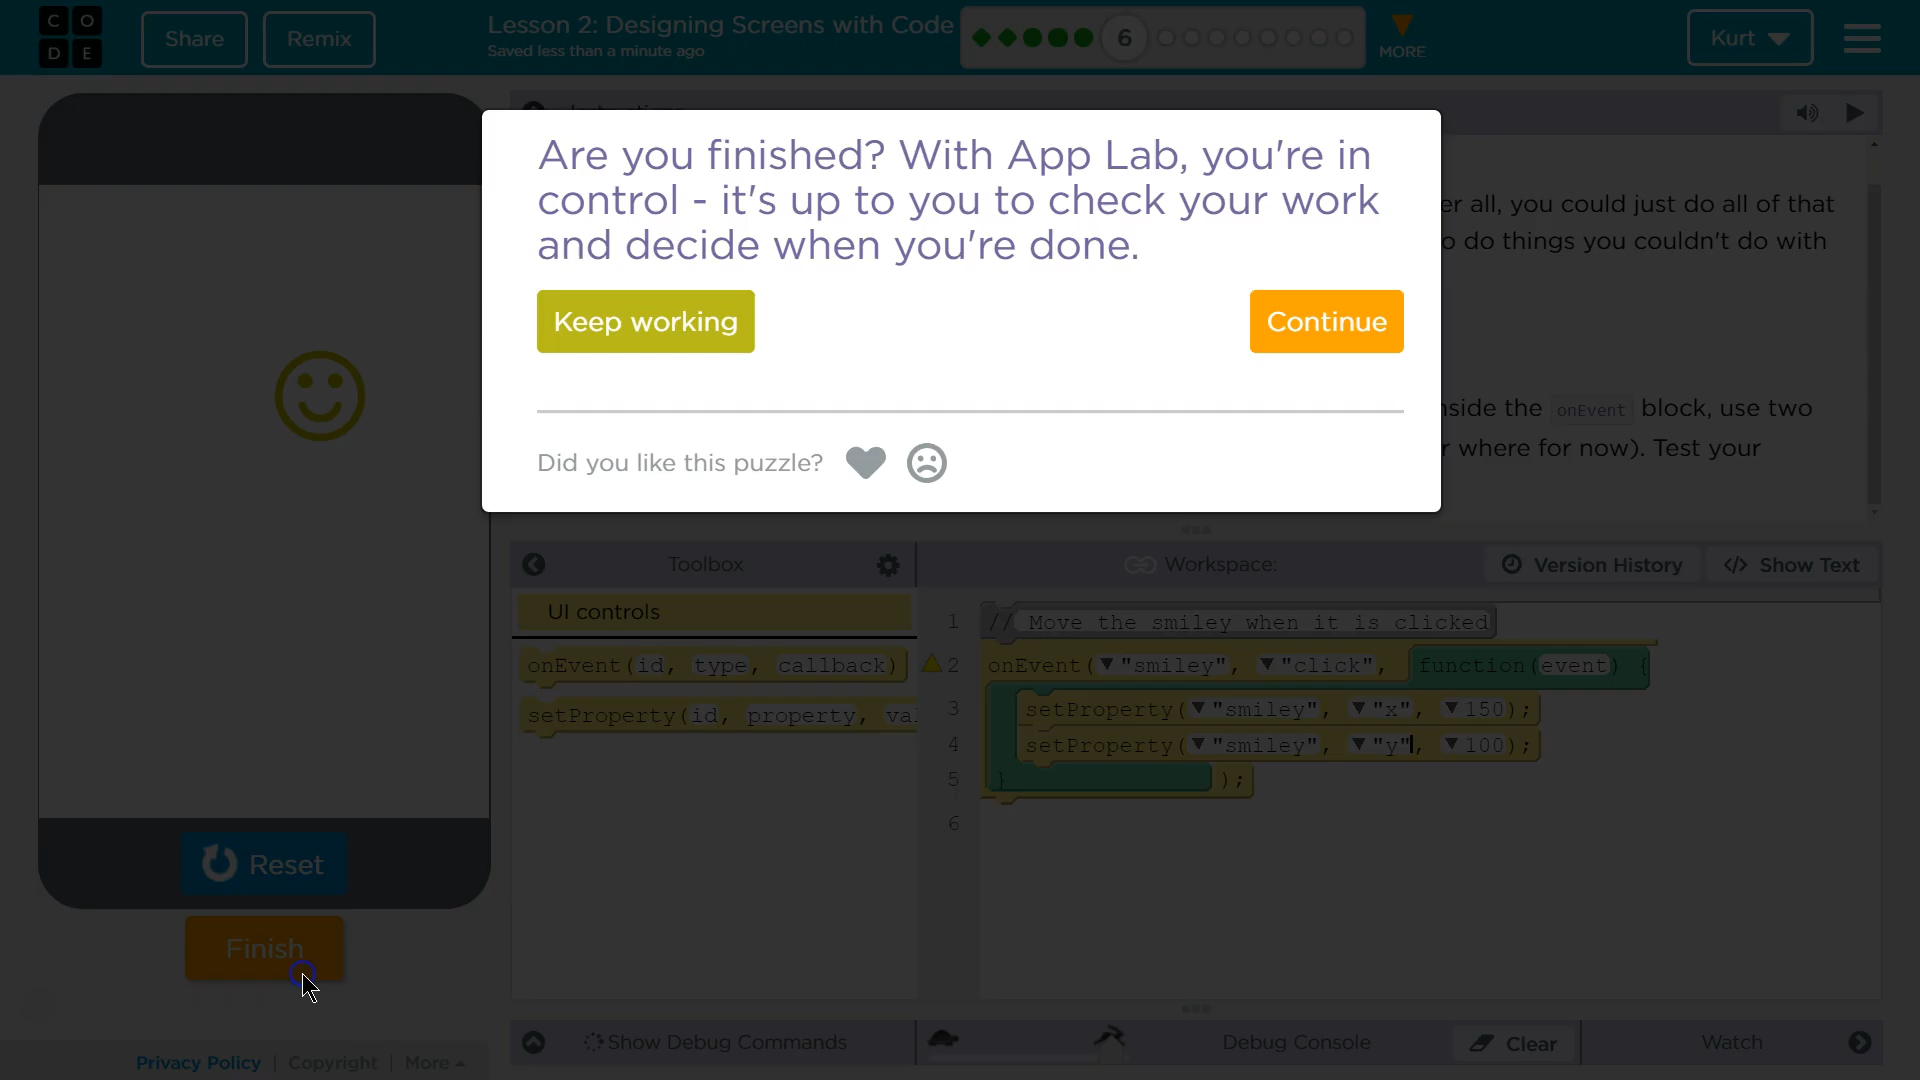 C O
D E
Share
Remix
Lesson 2: Designing Screens with Code
Saved less than a minute ago
6
MORE
Kurt
Are you finished? With App Lab, you're in
control - it's up to you to check your work
and decide when you're done.
Keep working
Continue
Did you like this puzzle?
er all, you could just do all of that
o do things you couldn't do with
nside the onEvent block, use two
r where for now). Test your
Toolbox
Workspace:
Version History
</> Show Text
UI controls
onEvent(id, type, callback)
setProperty(id, property, val
1 // Move the smiley when it is clicked
2 onEvent(▼"smiley", ▼"click", function(event) {
3 setProperty(▼"smiley", ▼"x", ▼150);
4 setProperty(▼"smiley", ▼"y", ▼100);
5 } );
6
Reset
Finish
Show Debug Commands
Debug Console
Clear
Watch
Privacy Policy | Copyright | More